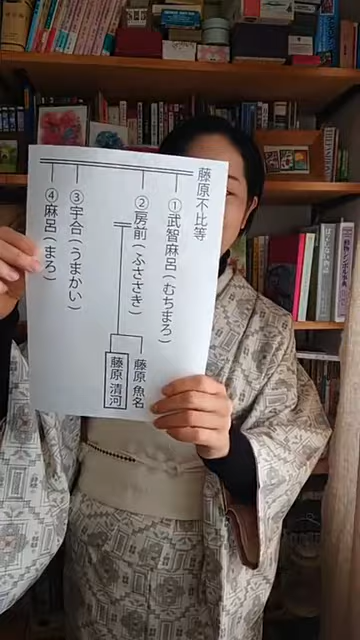 藤原不比等
①武智麻呂(むちまろ)
②房前(ふささき)
③宇合(うまかい)
④麻呂(まろ)
藤原 魚名
藤原 清河